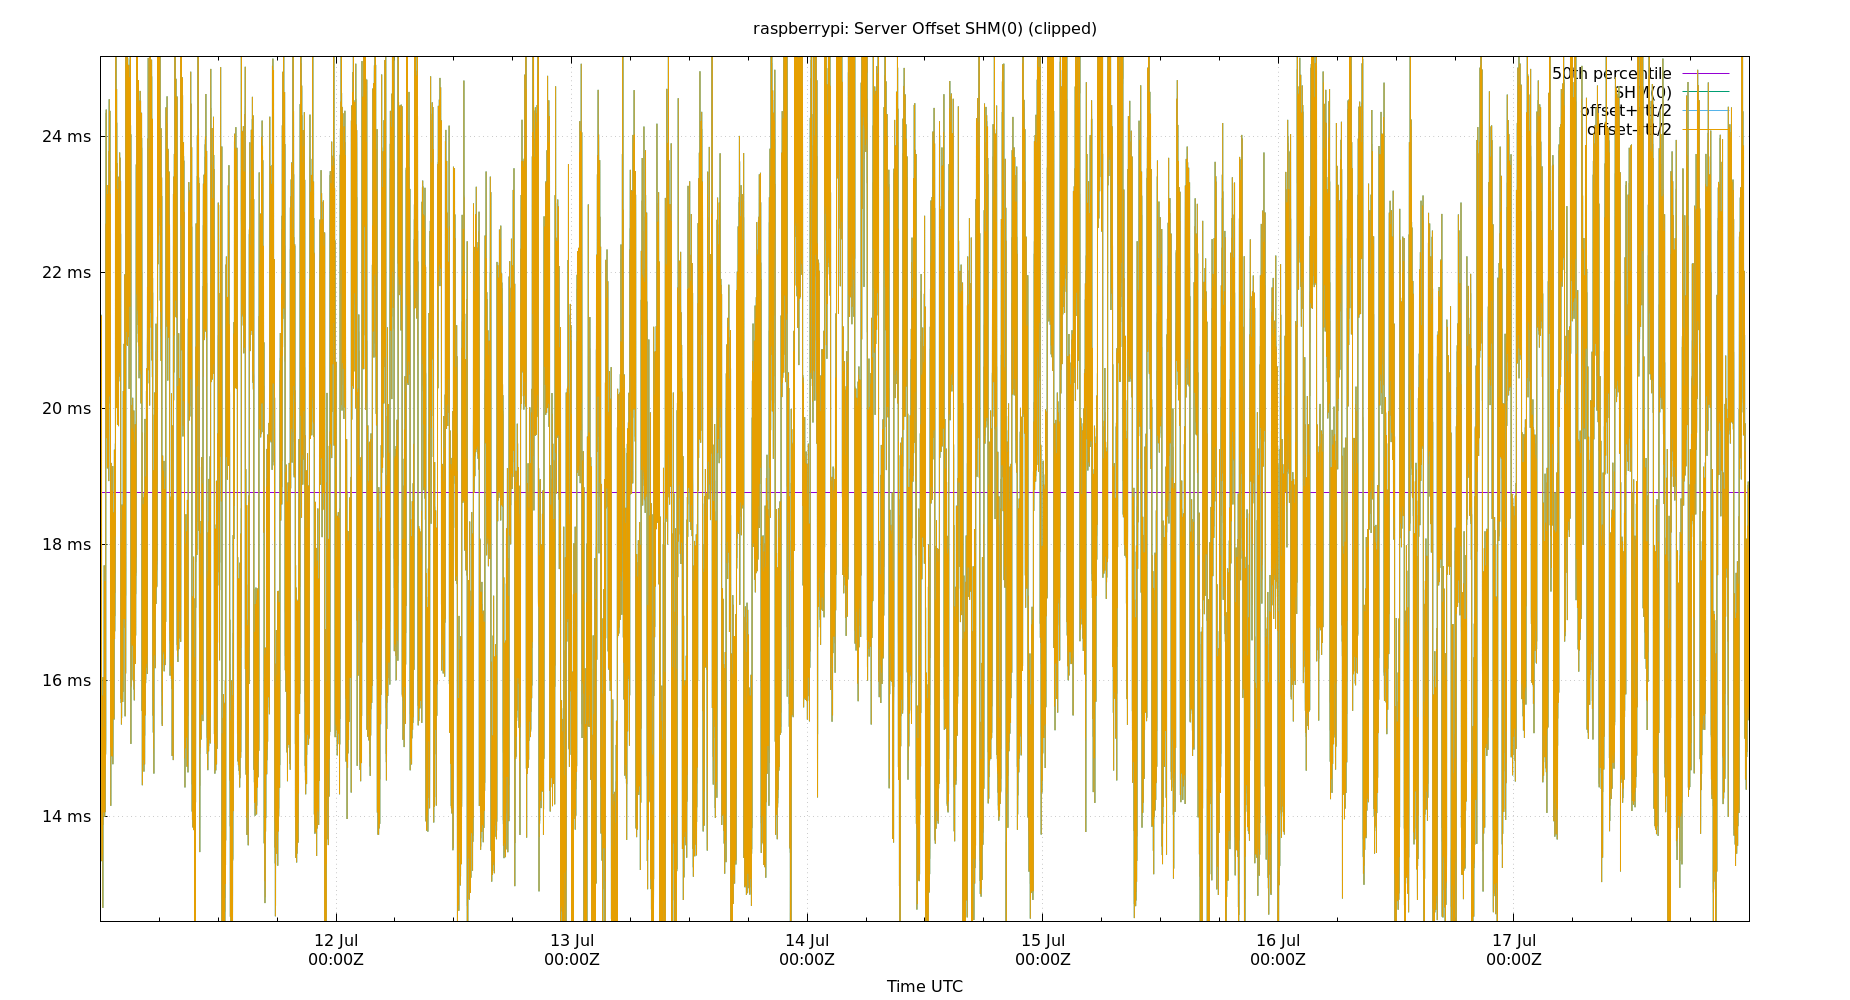 raspberrypi: Server Offset SHM(0) (clipped)
50th percentile
SHM(0)
offset+rtt/2
offset-rtt/2
24 ms
22 ms
20 ms
18 ms
16 ms
14 ms
12 Jul 13 Jul 14 Jul 15 Jul 16 Jul 17 Jul
00:00Z 00:00Z 00:00Z 00:00Z 00:00Z 00:00Z
Time UTC